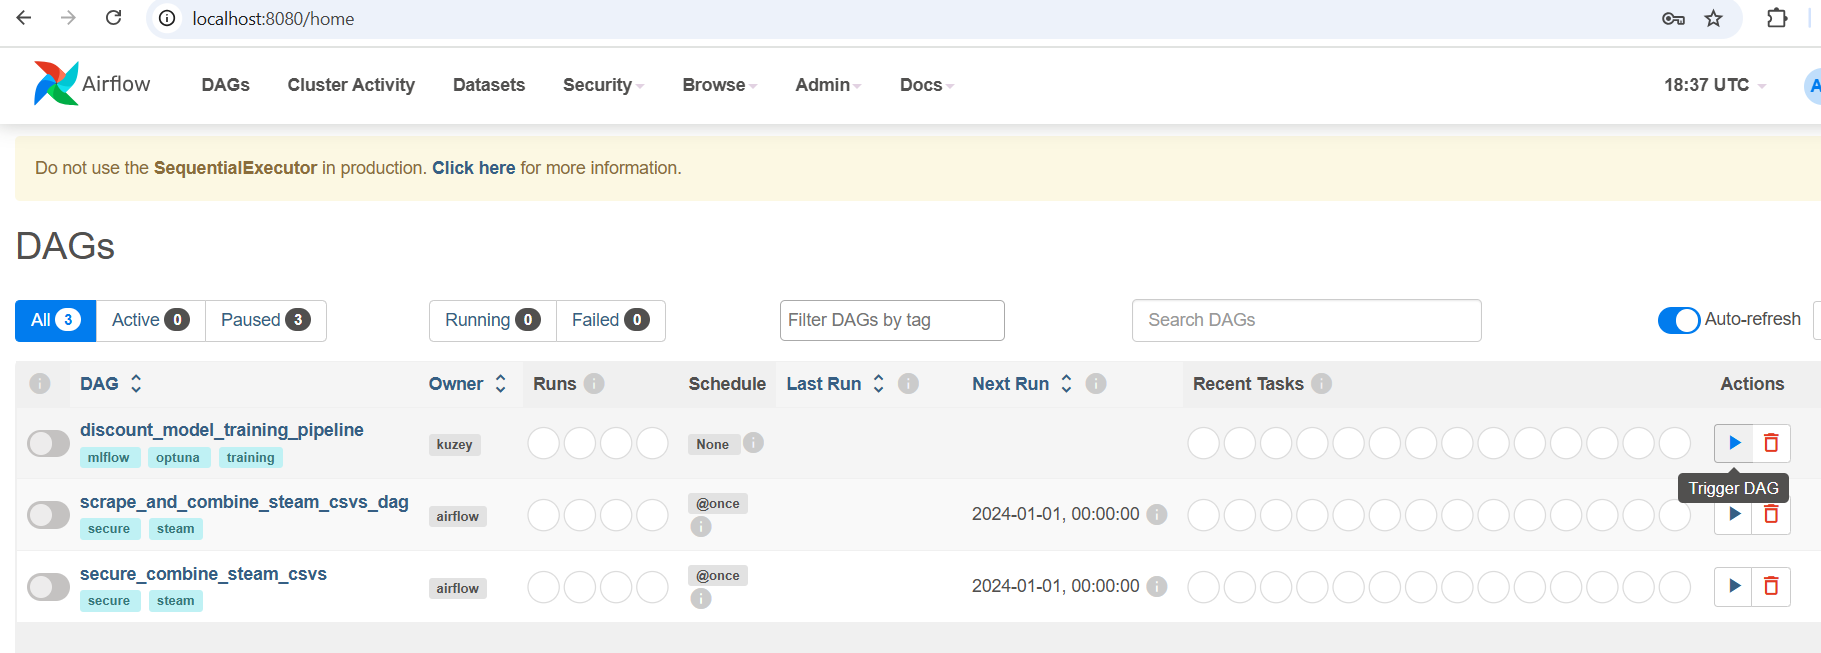 localhost:8080/home
Airflow DAGs Cluster Activity Datasets Security Browse Admin Docs 18:37 UTC A
Do not use the SequentialExecutor in production. Click here for more information.
DAGs
All 3 Active 0 Paused 3 Running 0 Failed 0 Filter DAGs by tag Search DAGs Auto-refresh
i DAG Owner Runs i Schedule Last Run i Next Run i Recent Tasks i Actions
discount_model_training_pipeline
kuzey None i
mlflow optuna training
Trigger DAG
scrape_and_combine_steam_csvs_dag @once
airflow 2024-01-01, 00:00:00 i
secure steam i
secure_combine_steam_csvs @once
airflow 2024-01-01, 00:00:00 i
secure steam i